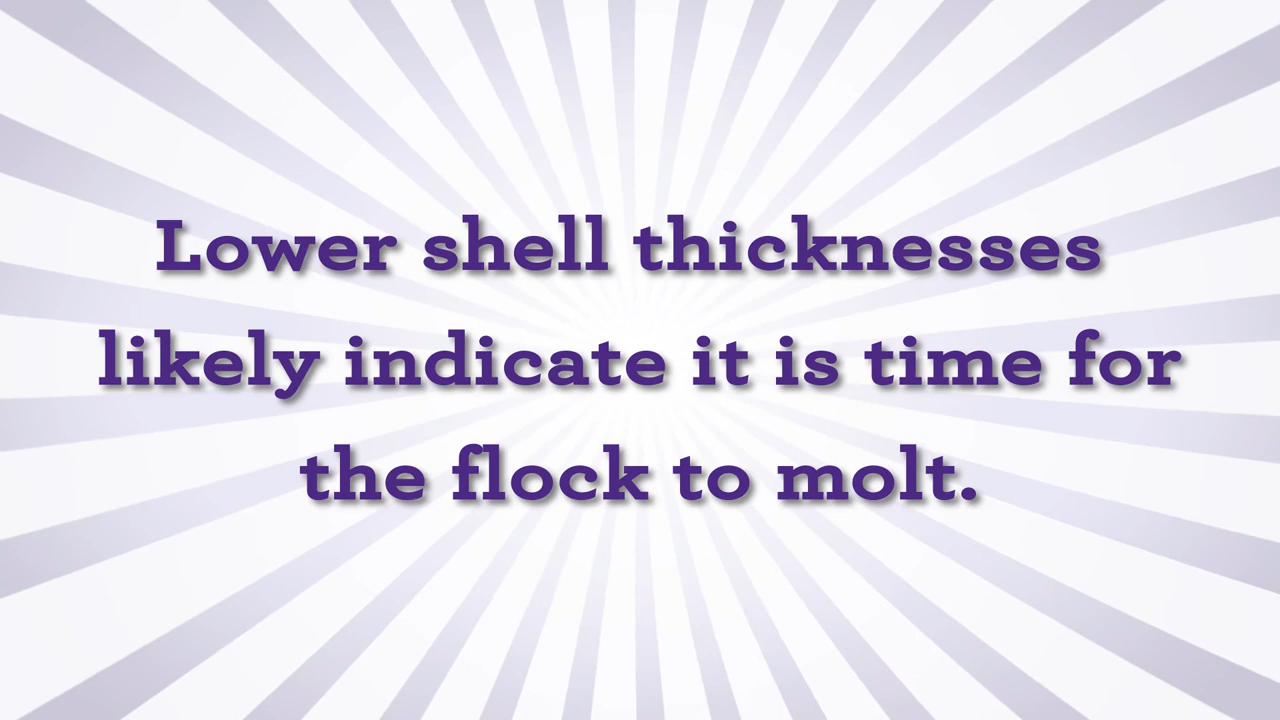 Lower shell thicknesses
likely indicate it is time for
the flock to molt.